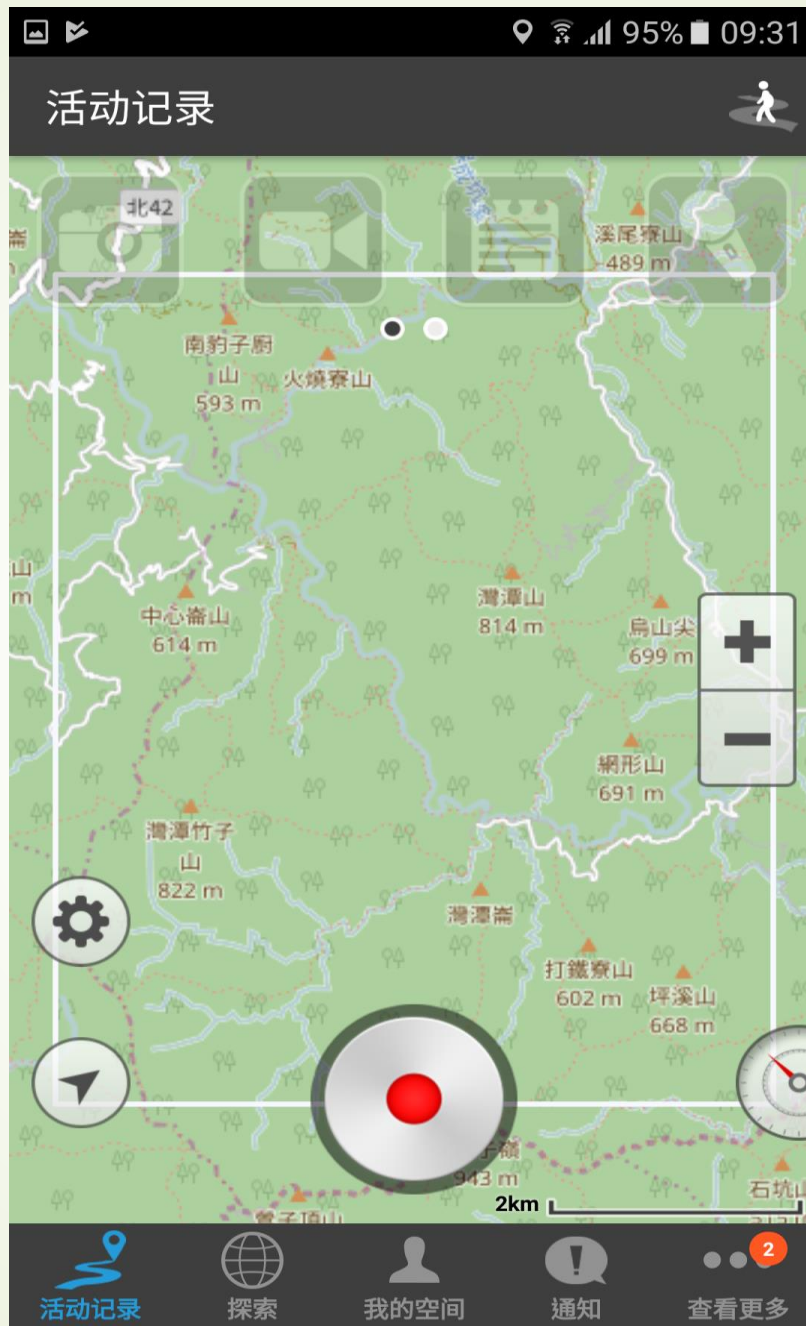 95% 09:31
活动记录
北42
溪尾寮山
489 m
南豹子廚
山
593 m
火燒寮山
灣潭山
814 m
中心崙山
614 m
烏山尖
699 m
山
m
網形山
691 m
灣潭竹子
山
822 m
灣潭崙
打鐵寮山
602 m
坪溪山
668 m
子嶺
943 m
石坑山
2km
活动记录
探索
我的空间
通知
2
查看更多